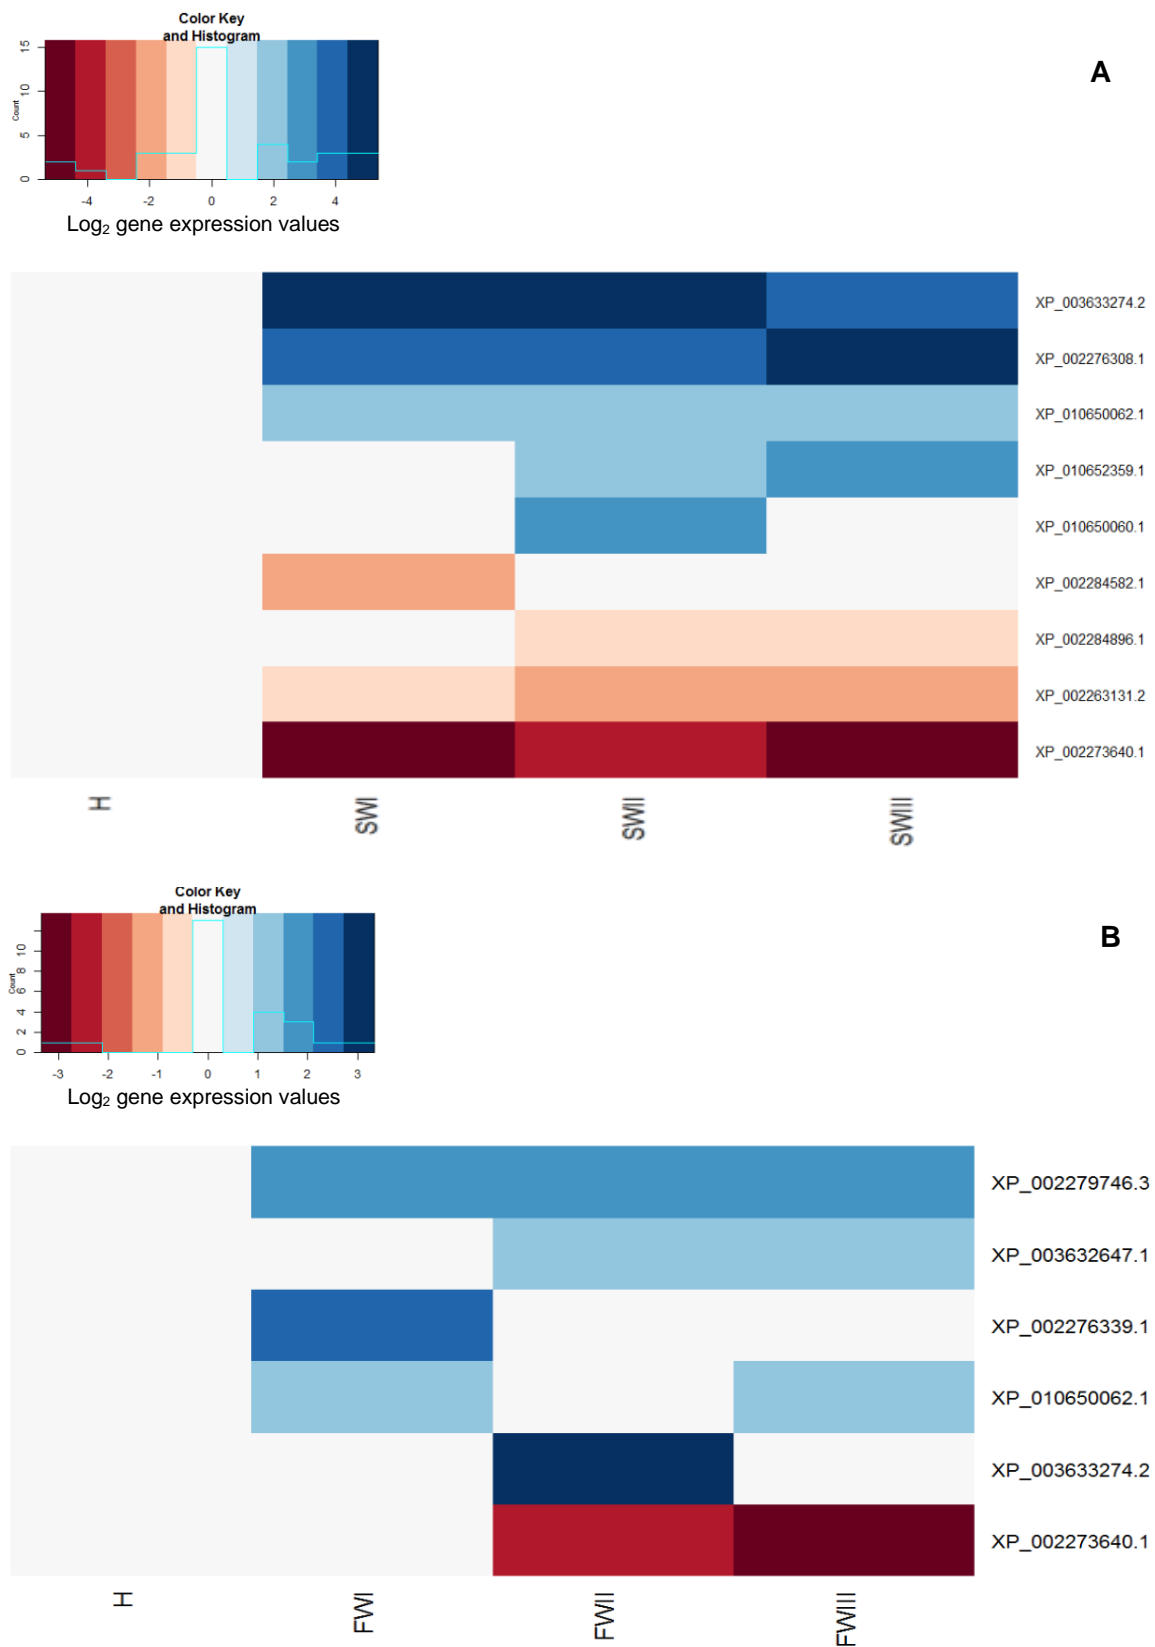 Color Key
and Histogram
A
Count
0 5 10 15
-4 -2 0 2 4
Log₂ gene expression values
XP_003633274.2
XP_002276308.1
XP_010650062.1
XP_010652359.1
XP_010650060.1
XP_002284582.1
XP_002284896.1
XP_002263131.2
XP_002273640.1
H SWI SWII SWIII
Color Key
and Histogram
B
Count
0 2 4 6 8 10
-3 -2 -1 0 1 2 3
Log₂ gene expression values
XP_002279746.3
XP_003632647.1
XP_002276339.1
XP_010650062.1
XP_003633274.2
XP_002273640.1
H FWI FWII FWIII